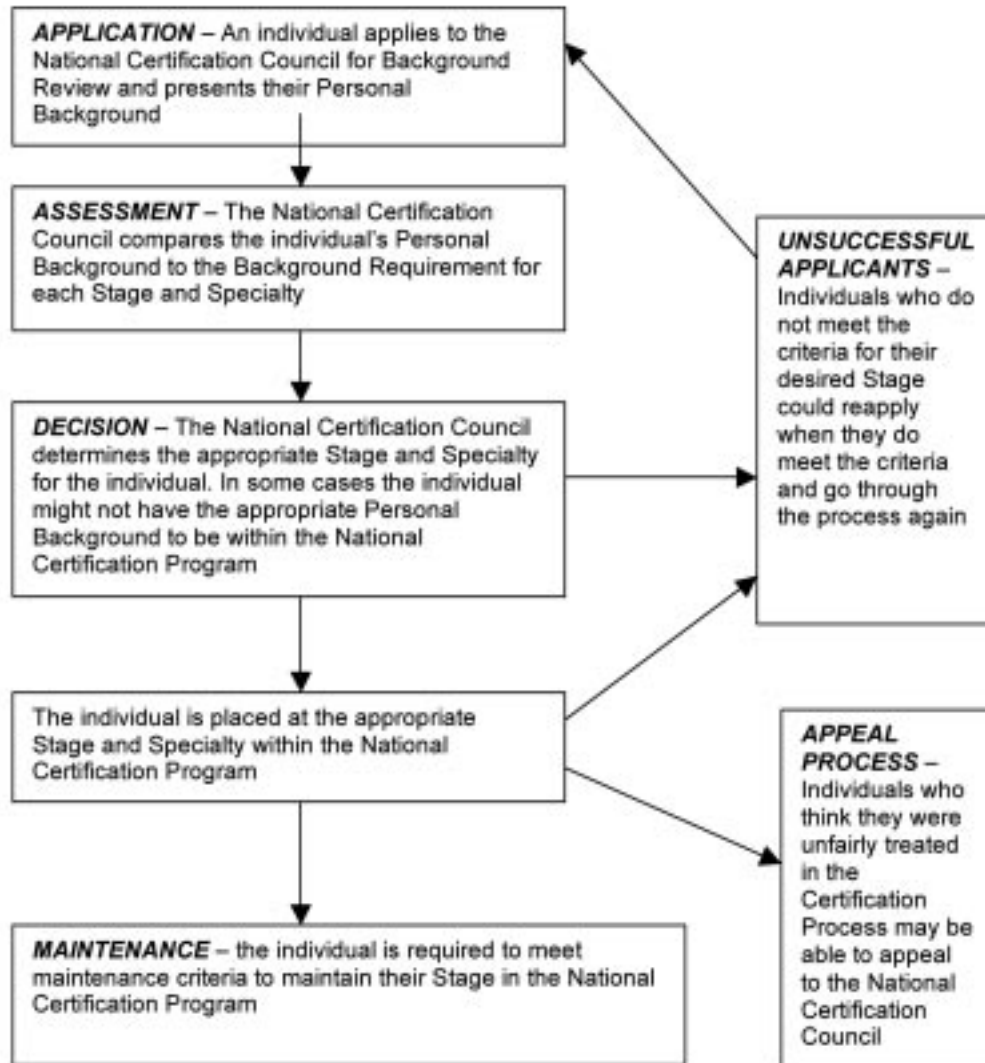 APPLICATION – An individual applies to the
National Certification Council for Background
Review and presents their Personal
Background
ASSESSMENT – The National Certification
Council compares the individual's Personal
Background to the Background Requirement for
each Stage and Specialty
DECISION – The National Certification Council
determines the appropriate Stage and Specialty
for the individual. In some cases the individual
might not have the appropriate Personal
Background to be within the National
Certification Program
The individual is placed at the appropriate
Stage and Specialty within the National
Certification Program
MAINTENANCE – the individual is required to meet
maintenance criteria to maintain their Stage in the National
Certification Program
UNSUCCESSFUL
APPLICANTS –
Individuals who do
not meet the
criteria for their
desired Stage
could reapply
when they do
meet the criteria
and go through
the process again
APPEAL
PROCESS –
Individuals who
think they were
unfairly treated
in the
Certification
Process may be
able to appeal
to the National
Certification
Council